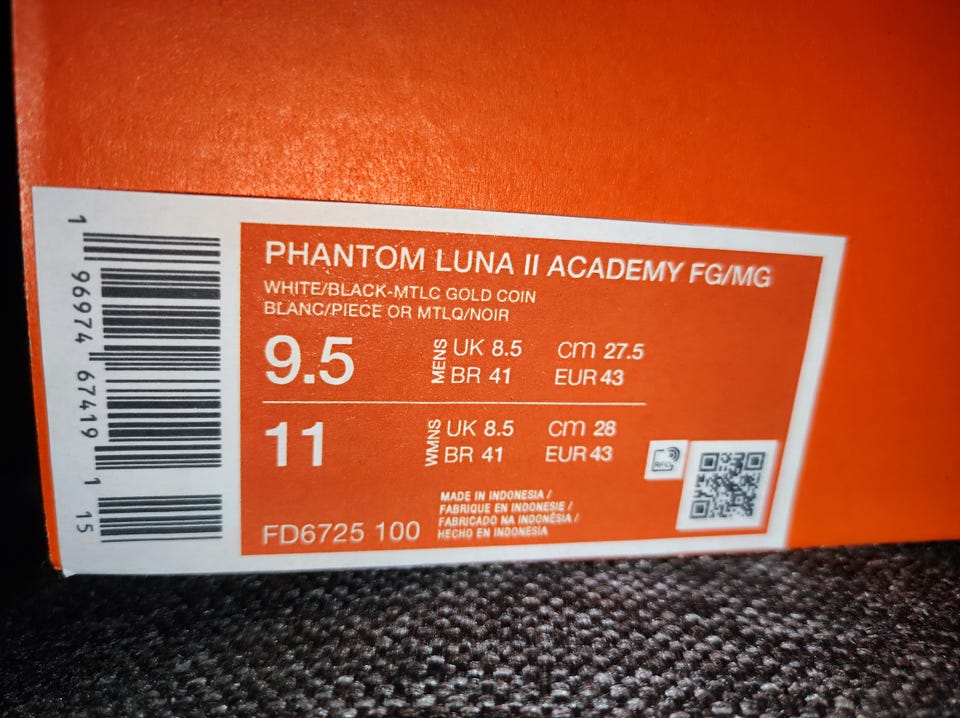 1 96974 67419 1 15
PHANTOM LUNA II ACADEMY FG/MG
WHITE/BLACK-MTLC GOLD COIN
BLANC/PIECE OR MTLQ/NOIR
9.5 MENS UK 8.5 CM 27.5
BR 41 EUR 43
11 WMNS UK 8.5 CM 28
BR 41 EUR 43
RFID
MADE IN INDONESIA /
FABRIQUE EN INDONESIE /
FABRICADO NA INDONÉSIA /
HECHO EN INDONESIA
FD6725 100